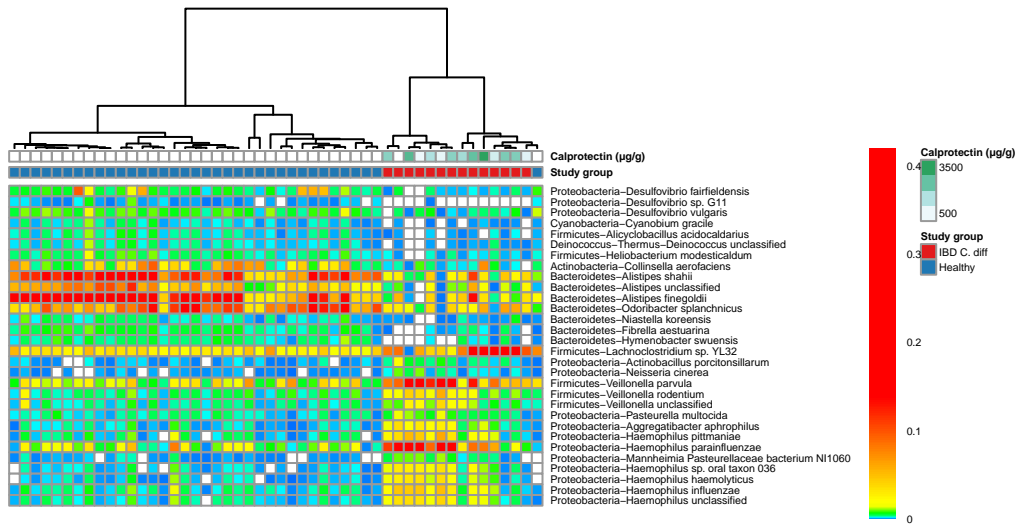 Calprotectin (µg/g)
Study group
Proteobacteria–Desulfovibrio fairfieldensis
Proteobacteria–Desulfovibrio sp. G11
Proteobacteria–Desulfovibrio vulgaris
Cyanobacteria–Cyanobium gracile
Firmicutes–Alicyclobacillus acidocaldarius
Deinococcus–Thermus–Deinococcus unclassified
Firmicutes–Heliobacterium modesticaldum
Actinobacteria–Collinsella aerofaciens
Bacteroidetes–Alistipes shahii
Bacteroidetes–Alistipes unclassified
Bacteroidetes–Alistipes finegoldii
Bacteroidetes–Odoribacter splanchnicus
Bacteroidetes–Niastella koreensis
Bacteroidetes–Fibrella aestuarina
Bacteroidetes–Hymenobacter swuensis
Firmicutes–Lachnoclostridium sp. YL32
Proteobacteria–Actinobacillus porcitonsillarum
Proteobacteria–Neisseria cinerea
Firmicutes–Veillonella parvula
Firmicutes–Veillonella rodentium
Firmicutes–Veillonella unclassified
Proteobacteria–Pasteurella multocida
Proteobacteria–Aggregatibacter aphrophilus
Proteobacteria–Haemophilus pittmaniae
Proteobacteria–Haemophilus parainfluenzae
Proteobacteria–Mannheimia Pasteurellaceae bacterium NI1060
Proteobacteria–Haemophilus sp. oral taxon 036
Proteobacteria–Haemophilus haemolyticus
Proteobacteria–Haemophilus influenzae
Proteobacteria–Haemophilus unclassified
0.4
0.3
0.2
0.1
0
Calprotectin (µg/g)
3500
500
Study group
IBD C. diff
Healthy